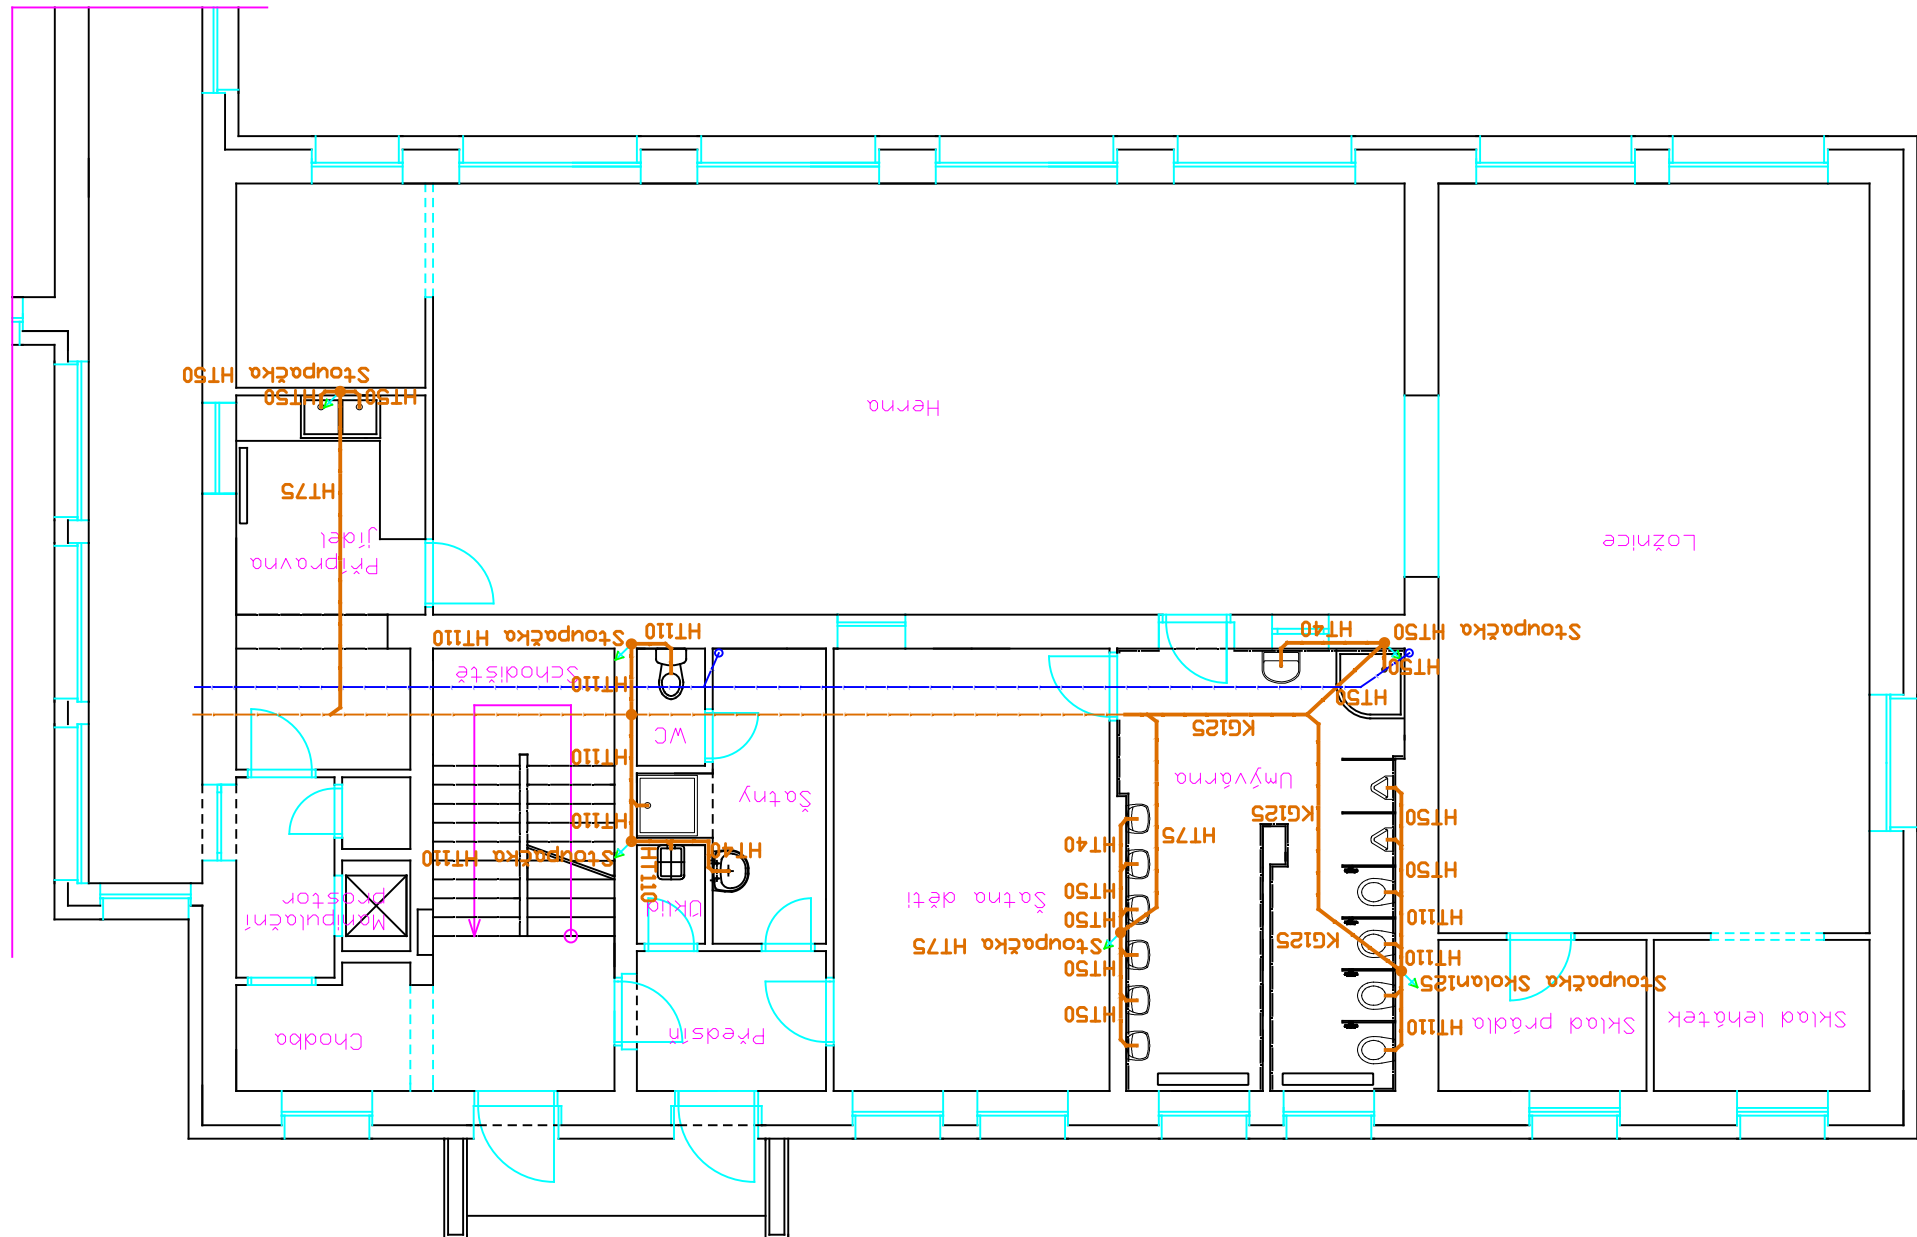 Stoupačka HT50
HT50
HT50
HT75
Přípravna
jídel
Herna
Ložnice
Stoupačka HT110
HT110
Schodiště
HT110
WC
HT110
HT110
Stoupačka HT110
HT110
HT40
Úklid
Šatny
Šatna dětí
Předsíň
Chodba
Manipulační
prostor
HT40
Stoupačka HT50
HT50
HT50
KG125
Umývárna
KG125
KG125
HT75
HT40
HT50
HT50
Stoupačka HT75
HT50
HT50
HT50
HT50
HT110
HT110
Stoupačka Skolan125
HT110
Sklad prádla
Sklad lehátek